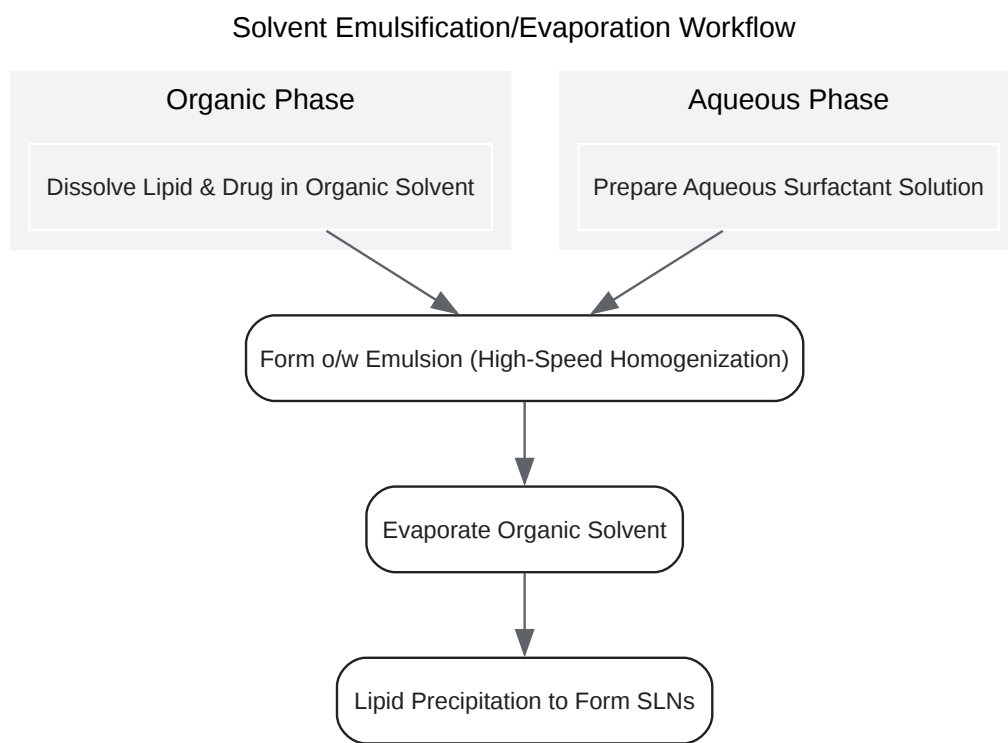 Solvent Emulsification/Evaporation Workflow
Organic Phase
Aqueous Phase
Dissolve Lipid & Drug in Organic Solvent
Prepare Aqueous Surfactant Solution
Form o/w Emulsion (High-Speed Homogenization)
Evaporate Organic Solvent
Lipid Precipitation to Form SLNs